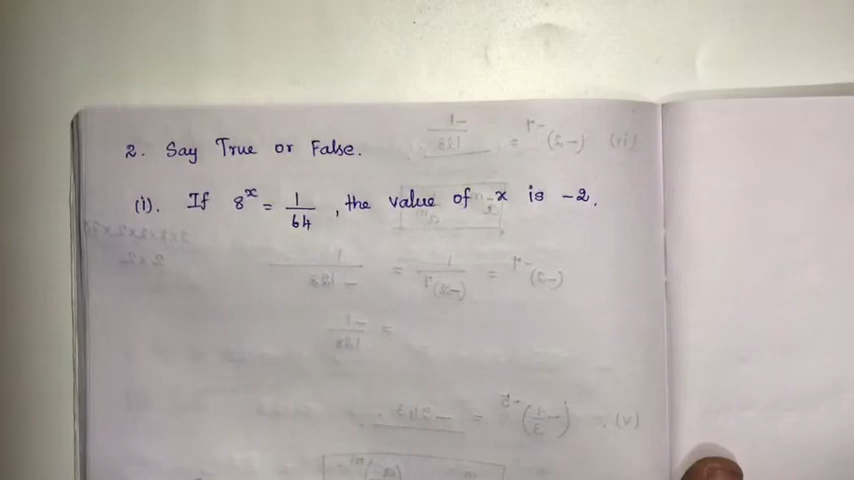 2. Say True or False.
(i). If 8^x = 1/64, the value of x is -2.